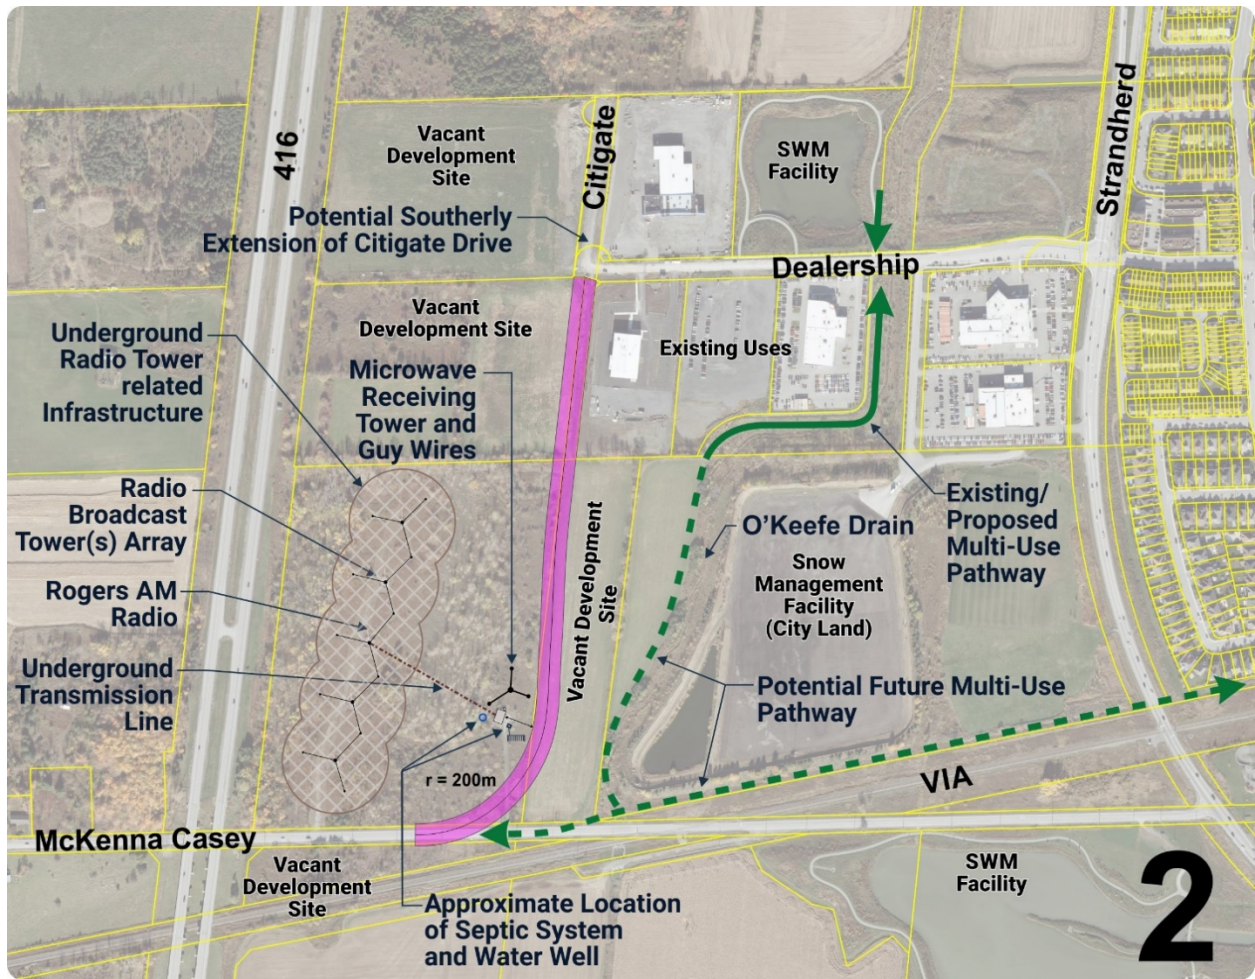 416
Vacant
Development
Site
Citigate
SWM
Facility
Strandherd
Potential Southerly
Extension of Citigate Drive
Dealership
Vacant
Development Site
Underground
Radio Tower
related
Infrastructure
Microwave
Receiving
Tower and
Guy Wires
Existing Uses
Radio
Broadcast
Tower(s) Array
Rogers AM
Radio
Underground
Transmission
Line
Vacant Development
Site
O'Keefe Drain
Snow
Management
Facility
(City Land)
Existing/
Proposed
Multi-Use
Pathway
Potential Future Multi-Use
Pathway
r = 200m
VIA
McKenna Casey
Vacant
Development
Site
Approximate Location
of Septic System
and Water Well
SWM
Facility
2